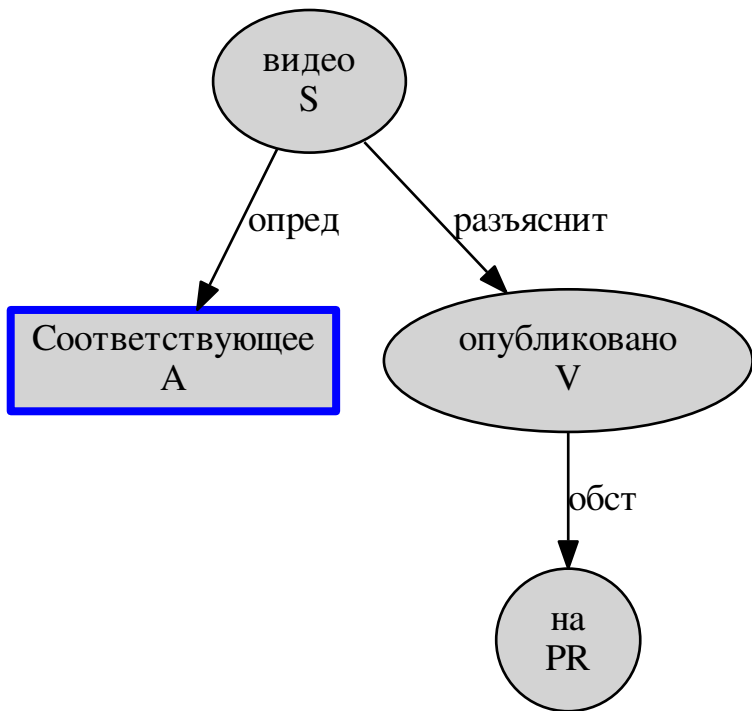 видео
S
опред
разъяснит
Соответствующее
A
опубликовано
V
обст
на
PR